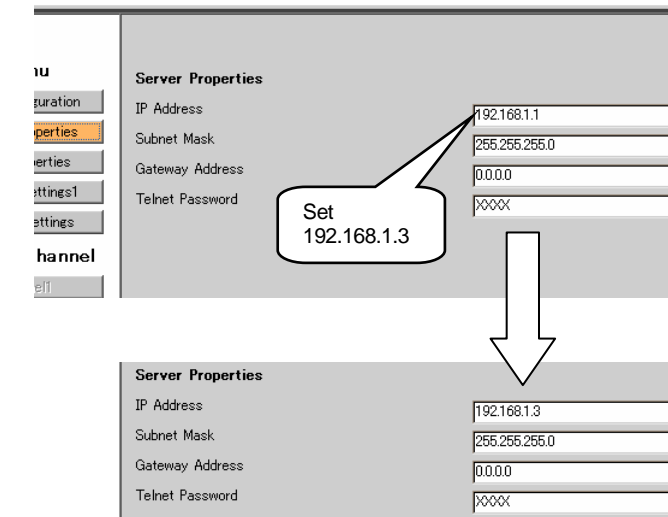 nu
guration
Server Properties
operties
IP Address
192.168.1.1
Subnet Mask
255.255.255.0
erties
Gateway Address
0.0.0.0
ettings1
Telnet Password
XXXX
ettings
Set
192.168.1.3
hannel
el1
Server Properties
IP Address
192.168.1.3
Subnet Mask
255.255.255.0
Gateway Address
0.0.0.0
Telnet Password
XXXX